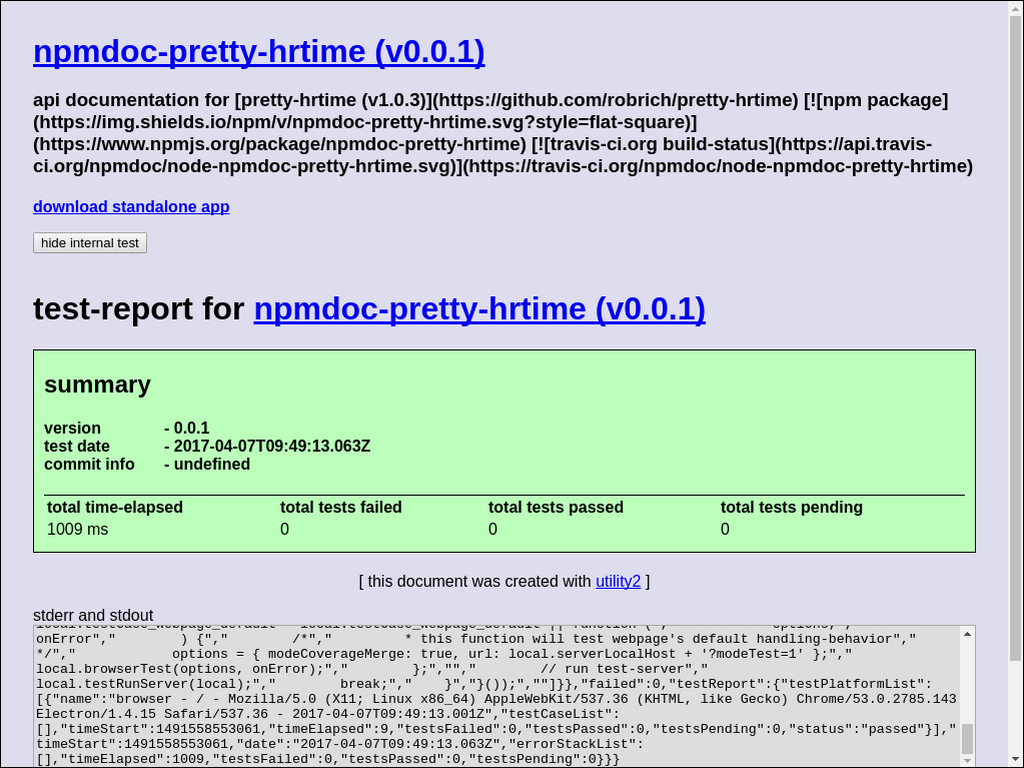 npmdoc-pretty-hrtime (v0.0.1)
api documentation for [pretty-hrtime (v1.0.3)](https://github.com/robrich/pretty-hrtime) [![npm package]
(https://img.shields.io/npm/v/npmdoc-pretty-hrtime.svg?style=flat-square)]
(https://www.npmjs.org/package/npmdoc-pretty-hrtime) [![travis-ci.org build-status](https://api.travis-
ci.org/npmdoc/node-npmdoc-pretty-hrtime.svg)](https://travis-ci.org/npmdoc/node-npmdoc-pretty-hrtime)
download standalone app
hide internal test
test-report for npmdoc-pretty-hrtime (v0.0.1)
summary
version - 0.0.1
test date - 2017-04-07T09:49:13.063Z
commit info - undefined
total time-elapsed total tests failed total tests passed total tests pending
1009 ms 0 0 0
[ this document was created with utility2 ]
stderr and stdout
onError"," ) {"," /*"," * this function will test webpage's default handling-behavior","
*/"," options = { modeCoverageMerge: true, url: local.serverLocalHost + '?modeTest=1' };","
local.browserTest(options, onError);"," };",""," // run test-server","
local.testRunServer(local);"," break;"," }","}());",""]}},"failed":0,"testReport":{"testPlatformList":
[{"name":"browser - / - Mozilla/5.0 (X11; Linux x86_64) AppleWebKit/537.36 (KHTML, like Gecko) Chrome/53.0.2785.143
Electron/1.4.15 Safari/537.36 - 2017-04-07T09:49:13.001Z","testCaseList":
[],"timeStart":1491558553061,"timeElapsed":9,"testsFailed":0,"testsPassed":0,"testsPending":0,"status":"passed"}],"
timeStart":1491558553061,"date":"2017-04-07T09:49:13.063Z","errorStackList":
[],"timeElapsed":1009,"testsFailed":0,"testsPassed":0,"testsPending":0}}}